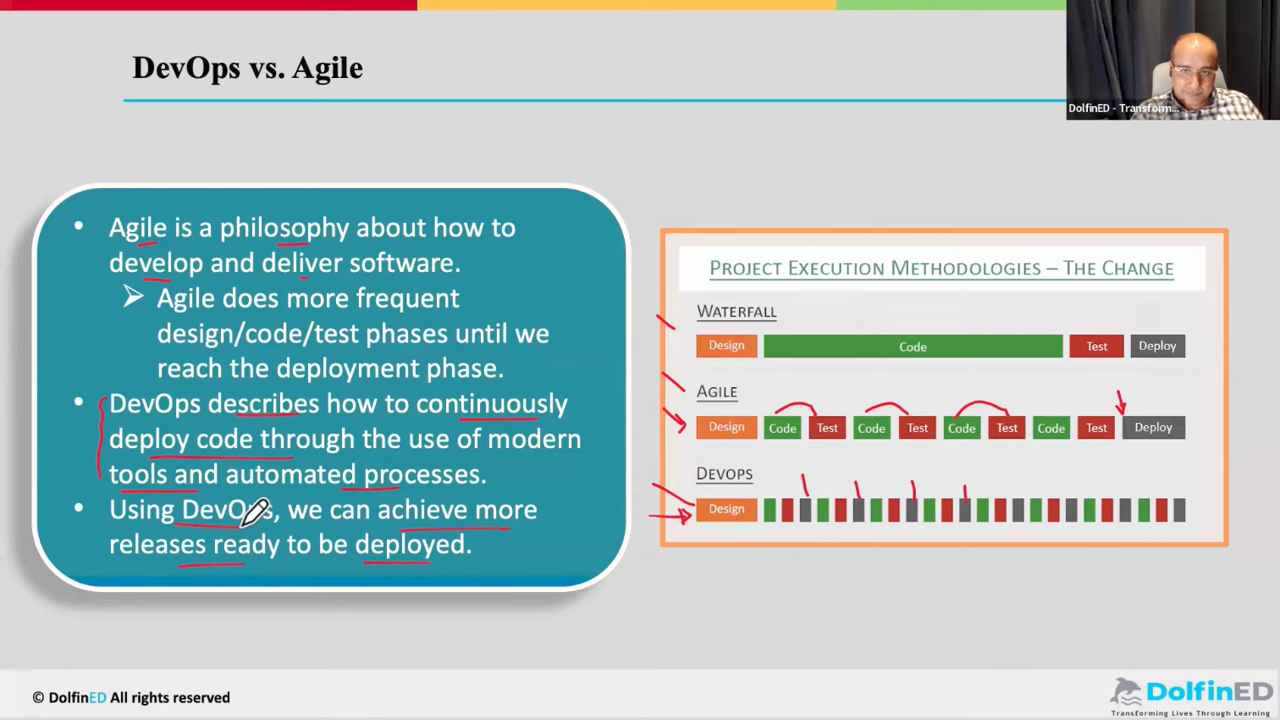 DevOps vs. Agile
DolfinED - Transform...
• Agile is a philosophy about how to
develop and deliver software.
Agile does more frequent
design/code/test phases until we
reach the deployment phase.
• DevOps describes how to continuously
deploy code through the use of modern
tools and automated processes.
• Using DevOps, we can achieve more
releases ready to be deployed.
PROJECT EXECUTION METHODOLOGIES – THE CHANGE
WATERFALL
Design Code Test Deploy
AGILE
Design Code Test Code Test Code Test Code Test Deploy
DEVOPS
Design
© DolfinED All rights reserved
DolfinED
Transforming Lives Through Learning